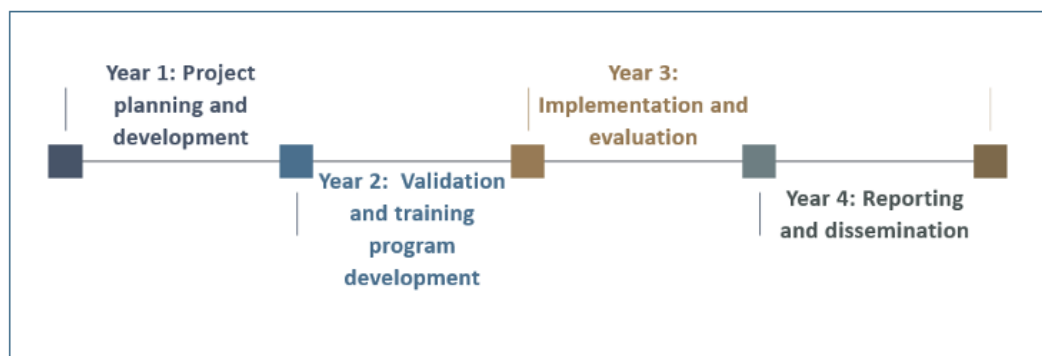 Year 1: Project
planning and
development
Year 2:  Validation
and training
program
development
Year 3:
Implementation and
evaluation
Year 4: Reporting
and dissemination